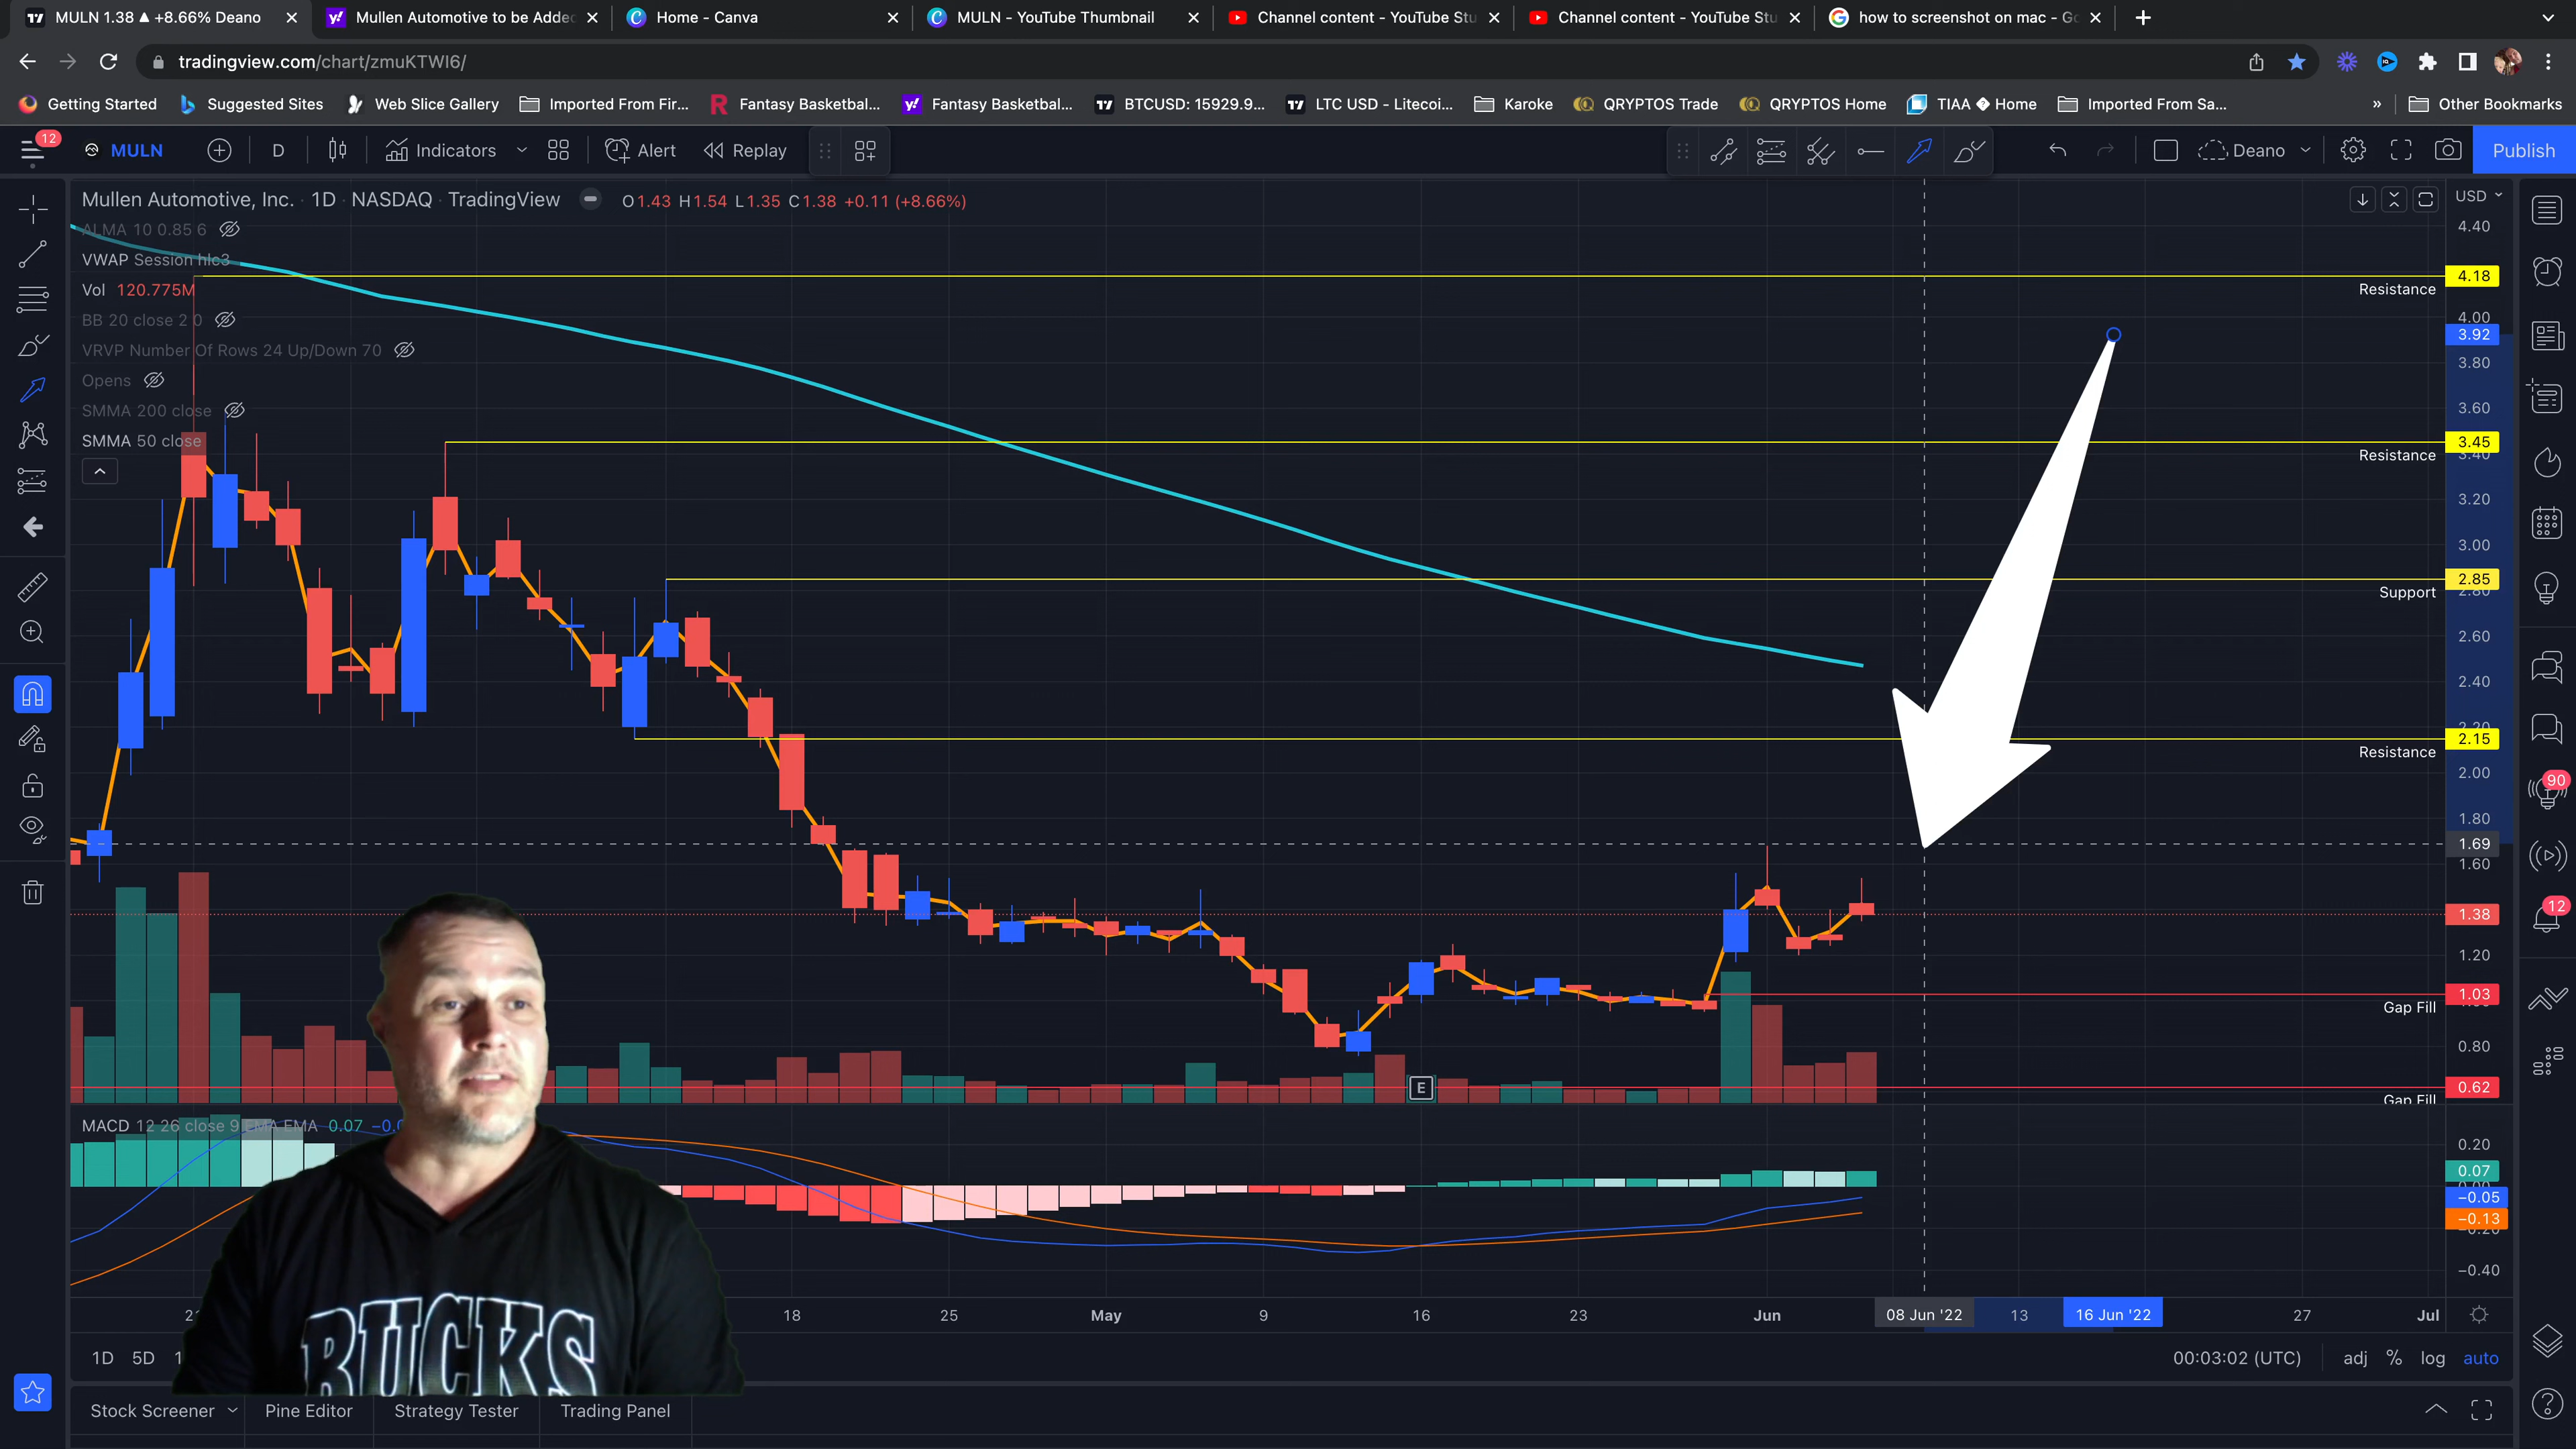 MULN 1.38 ▲ +8.66% Deano
Mullen Automotive to be Adde
Home - Canva
MULN - YouTube Thumbnail
Channel content - YouTube Stu
Channel content - YouTube Stu
how to screenshot on mac - Go
tradingview.com/chart/zmuKTWI6/
Getting Started
Suggested Sites
Web Slice Gallery
Imported From Fir...
Fantasy Basketbal...
Fantasy Basketbal...
BTCUSD: 15929.9...
LTC USD - Litecoi...
Karoke
QRYPTOS Trade
QRYPTOS Home
TIAA � Home
Imported From Sa...
»
Other Bookmarks
12
MULN
D
Indicators
Alert
Replay
Deano
Publish
Mullen Automotive, Inc. · 1D · NASDAQ · TradingView
O1.43 H1.54 L1.35 C1.38 +0.11 (+8.66%)
USD
ALMA 10 0.85 6
VWAP Session hlc3
Vol 120.775M
BB 20 close 2 0
VRVP Number Of Rows 24 Up/Down 70
Opens
SMMA 200 close
SMMA 50 close
4.40
4.18
Resistance
4.00
3.92
3.80
3.60
3.45
3.40
Resistance
3.20
3.00
2.85
2.80
Support
2.60
2.40
2.20
2.15
Resistance
2.00
1.80
1.69
1.60
1.38
1.20
1.03
Gap Fill
0.80
0.62
Gap Fill
E
90
12
MACD 12 26 close 9 EMA EMA 0.07 −0.0
0.20
0.07
0.00
−0.05
−0.13
−0.20
−0.40
18
25
May
9
16
23
Jun
08 Jun '22
13
16 Jun '22
27
Jul
1D
5D
1
00:03:02 (UTC)
adj
%
log
auto
BUCKS
Stock Screener
Pine Editor
Strategy Tester
Trading Panel